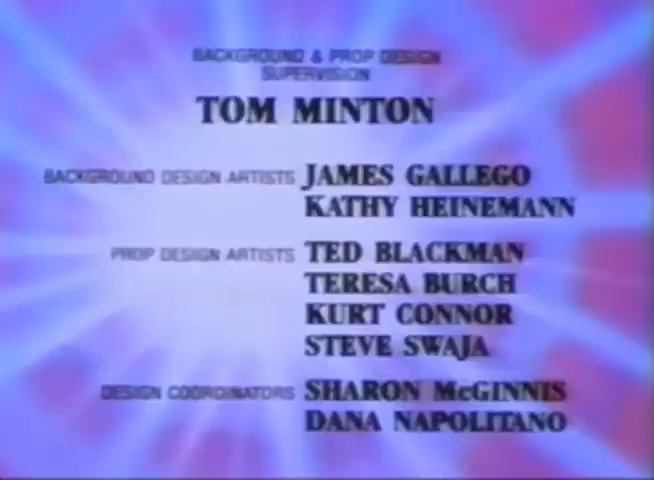 BACKGROUND & PROP DESIGN
SUPERVISION
TOM MINTON
BACKGROUND DESIGN ARTISTS JAMES GALLEGO
KATHY HEINEMANN
PROP DESIGN ARTISTS TED BLACKMAN
TERESA BURCH
KURT CONNOR
STEVE SWAJA
DESIGN COORDINATORS SHARON McGINNIS
DANA NAPOLITANO